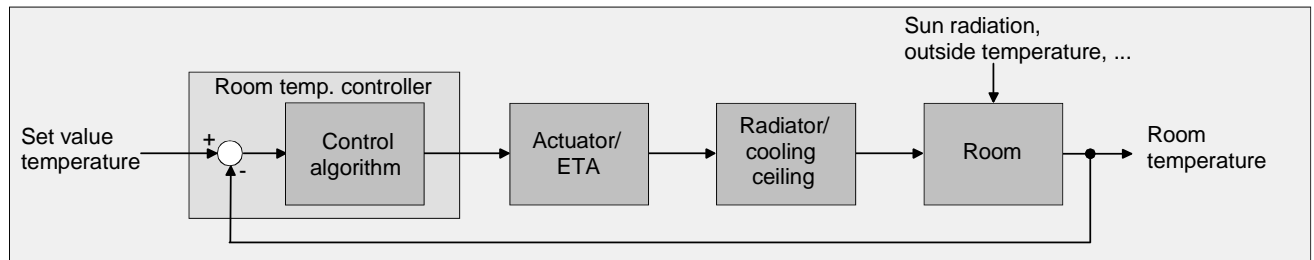 Sun radiation,
outside temperature, ...
Room temp. controller
Set value
temperature
+
-
Control
algorithm
Actuator/
ETA
Radiator/
cooling
ceiling
Room
Room
temperature